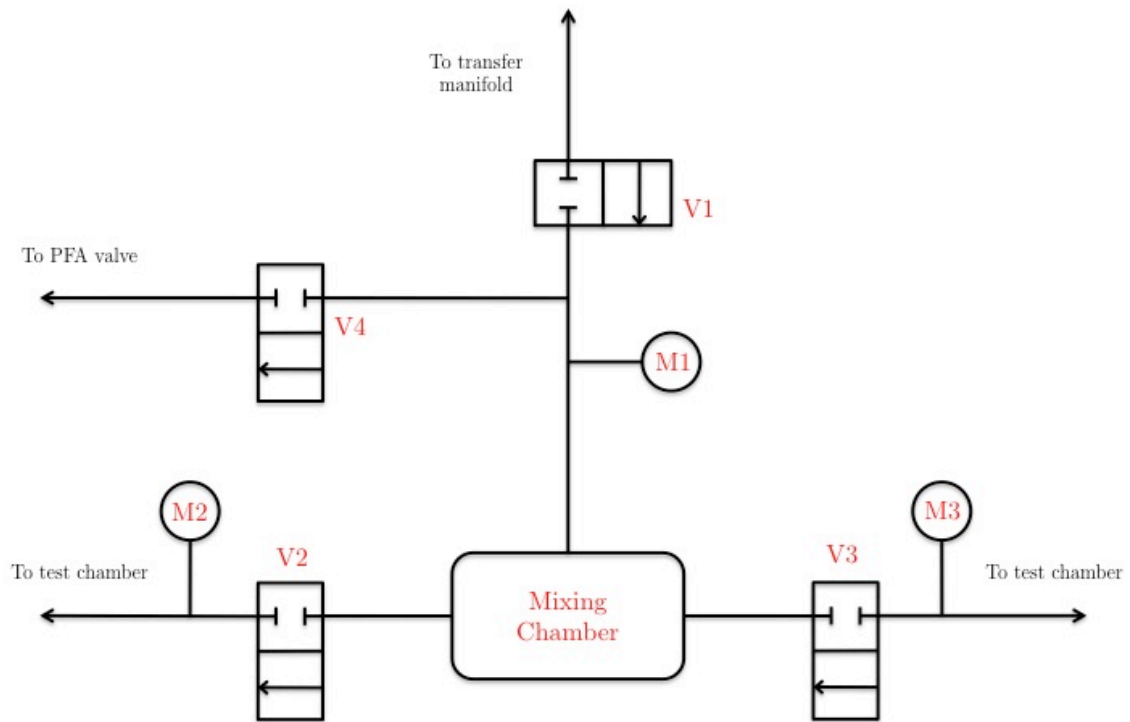 To transfer
manifold
V1
To PFA valve
V4
M1
M2
M3
V2
V3
To test chamber
To test chamber
Mixing
Chamber